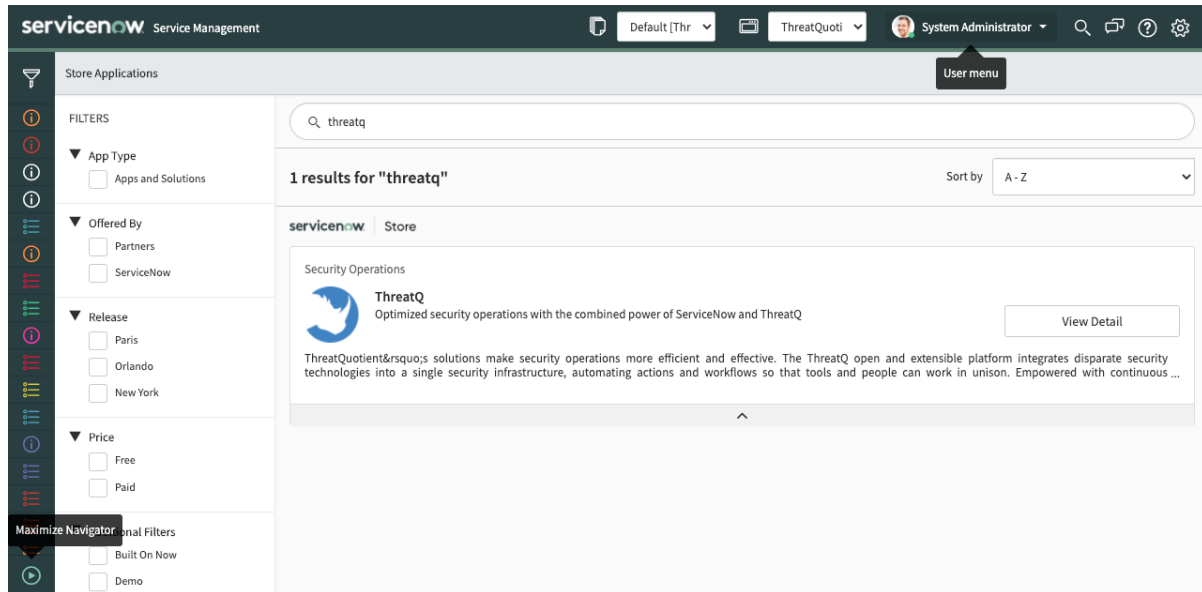 servicenow Service Management
Default [Thr
ThreatQuoti
System Administrator
User menu
Store Applications
FILTERS
App Type
Apps and Solutions
Offered By
Partners
ServiceNow
Release
Paris
Orlando
New York
Price
Free
Paid
Maximize Navigator
onal Filters
Built On Now
Demo
threatq
1 results for "threatq"
Sort by
A - Z
servicenow Store
Security Operations
ThreatQ
Optimized security operations with the combined power of ServiceNow and ThreatQ
View Detail
ThreatQuotient&rsquo;s solutions make security operations more efficient and effective. The ThreatQ open and extensible platform integrates disparate security
technologies into a single security infrastructure, automating actions and workflows so that tools and people can work in unison. Empowered with continuous ...